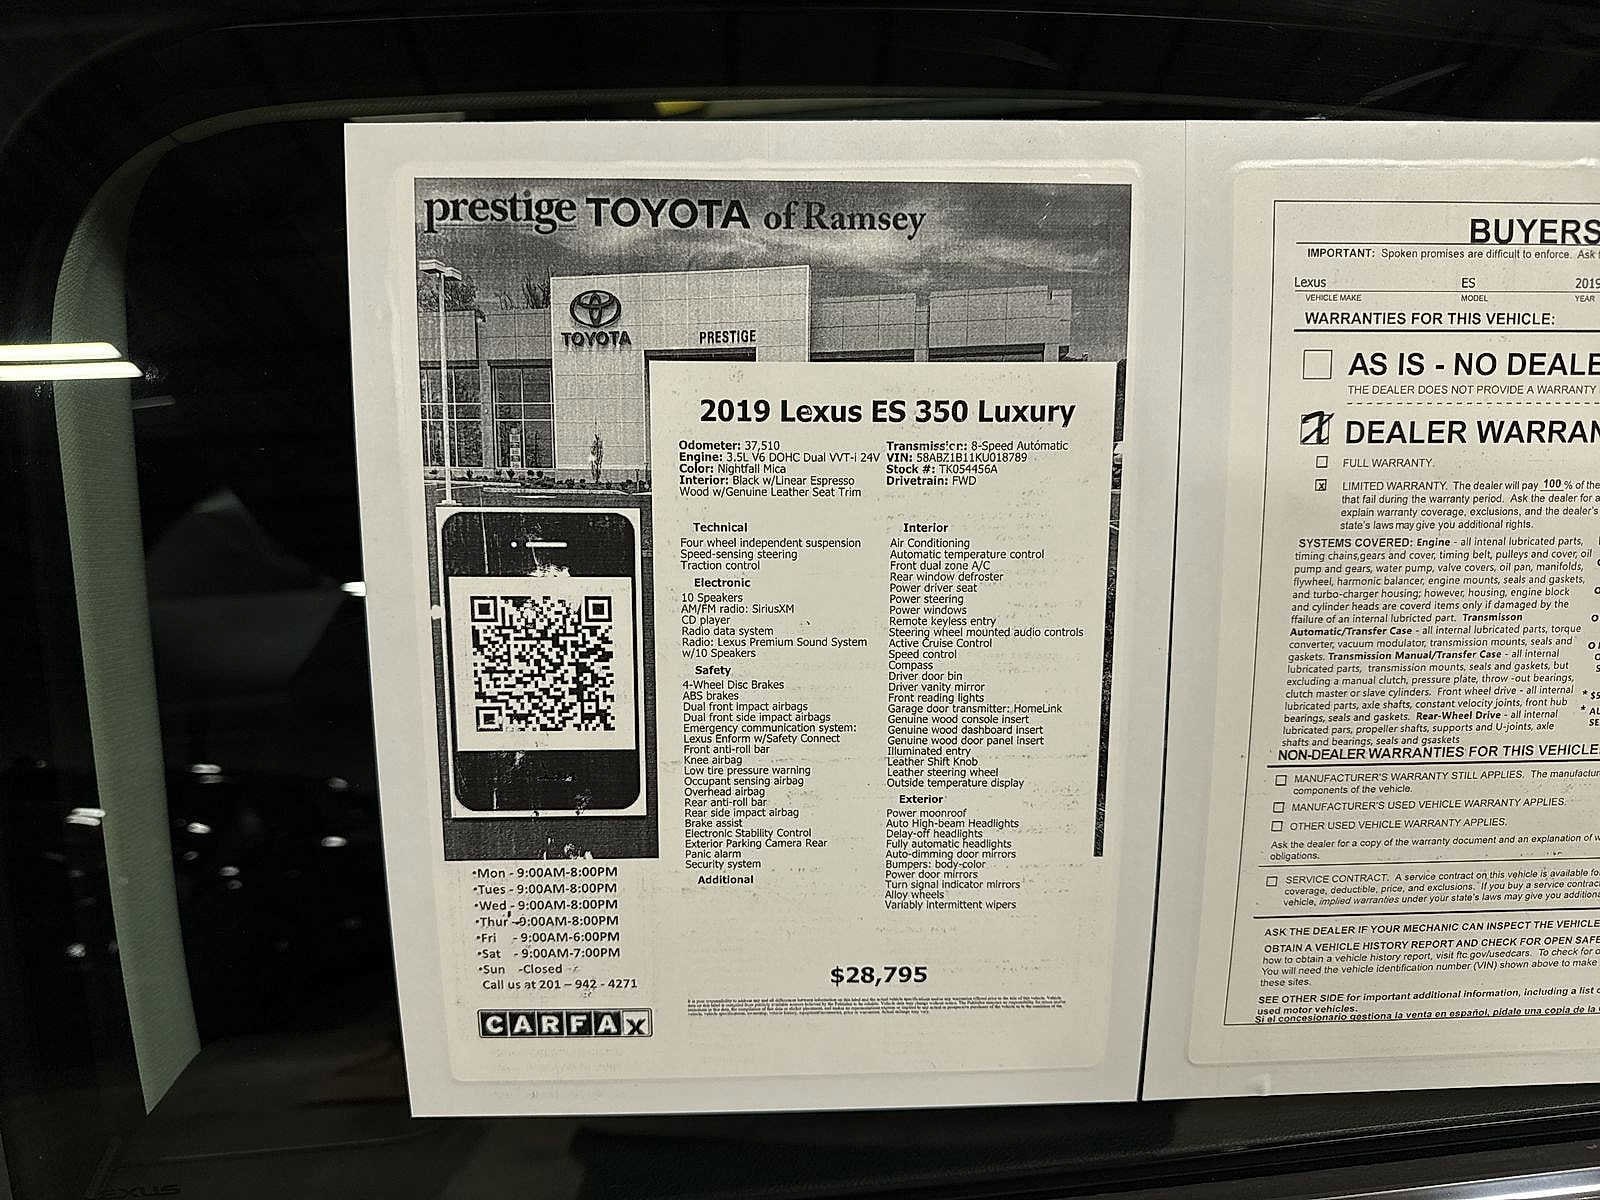 prestige TOYOTA of Ramsey
TOYOTA
PRESTIGE
2019 Lexus ES 350 Luxury
Odometer: 37,510
Engine: 3.5L V6 DOHC Dual VVT-i 24V
Color: Nightfall Mica
Interior: Black w/Linear Espresso
Wood w/Genuine Leather Seat Trim
Transmission: 8-Speed Automatic
VIN: 58ABZ1B11KU018789
Stock #: TK054456A
Drivetrain: FWD
Technical
Four wheel independent suspension
Speed-sensing steering
Traction control
Electronic
10 Speakers
AM/FM radio: SiriusXM
CD player
Radio data system
Radio: Lexus Premium Sound System
w/10 Speakers
Safety
4-Wheel Disc Brakes
ABS brakes
Dual front impact airbags
Dual front side impact airbags
Emergency communication system:
Lexus Enform w/Safety Connect
Front anti-roll bar
Knee airbag
Low tire pressure warning
Occupant sensing airbag
Overhead airbag
Rear anti-roll bar
Rear side impact airbag
Brake assist
Electronic Stability Control
Exterior Parking Camera Rear
Panic alarm
Security system
Additional
Interior
Air Conditioning
Automatic temperature control
Front dual zone A/C
Rear window defroster
Power driver seat
Power steering
Power windows
Remote keyless entry
Steering wheel mounted audio controls
Active Cruise Control
Speed control
Compass
Driver door bin
Driver vanity mirror
Front reading lights
Garage door transmitter: HomeLink
Genuine wood console insert
Genuine wood dashboard insert
Genuine wood door panel insert
Illuminated entry
Leather Shift Knob
Leather steering wheel
Outside temperature display
Exterior
Power moonroof
Auto High-beam Headlights
Delay-off headlights
Fully automatic headlights
Auto-dimming door mirrors
Bumpers: body-color
Power door mirrors
Turn signal indicator mirrors
Alloy wheels
Variably intermittent wipers
$28,795
•Mon - 9:00AM-8:00PM
•Tues - 9:00AM-8:00PM
•Wed - 9:00AM-8:00PM
•Thur -9:00AM-8:00PM
•Fri - 9:00AM-6:00PM
•Sat - 9:00AM-7:00PM
•Sun -Closed -
Call us at 201 – 942 - 4271
CARFAX
BUYERS
IMPORTANT: Spoken promises are difficult to enforce. Ask
Lexus ES 2019
VEHICLE MAKE MODEL YEAR
WARRANTIES FOR THIS VEHICLE:
AS IS - NO DEALE
THE DEALER DOES NOT PROVIDE A WARRANTY
DEALER WARRAN
FULL WARRANTY.
x LIMITED WARRANTY. The dealer will pay 100 % of the
that fail during the warranty period. Ask the dealer for a
explain warranty coverage, exclusions, and the dealer's
state's laws may give you additional rights.
SYSTEMS COVERED: Engine - all intenal lubricated parts,
timing chains,gears and cover, timing belt, pulleys and cover, oil
pump and gears, water pump, valve covers, oil pan, manifolds,
flywheel, harmonic balancer, engine mounts, seals and gaskets,
and turbo-charger housing; however, housing, engine block
and cylinder heads are coverd items only if damaged by the
ffailure of an internal lubricted part. Transmisson
Automatic/Transfer Case - all internal lubricated parts, torque
converter, vacuum modulator, transmission mounts, seals and
gaskets. Transmission Manual/Transfer Case - all internal
lubricated parts, transmission mounts, seals and gaskets, but
excluding a manual clutch, pressure plate, throw -out bearings,
clutch master or slave cylinders. Front wheel drive - all internal
lubricated parts, axle shafts, constant velocity joints, front hub
bearings, seals and gaskets. Rear-Wheel Drive - all internal
lubricated pars, propeller shafts, supports and U-joints, axle
shafts and bearings, seals and gsaskets
NON-DEALER WARRANTIES FOR THIS VEHICLE
MANUFACTURER'S WARRANTY STILL APPLIES. The manufactur
components of the vehicle.
MANUFACTURER'S USED VEHICLE WARRANTY APPLIES.
OTHER USED VEHICLE WARRANTY APPLIES.
Ask the dealer for a copy of the warranty document and an explanation of w
obligations.
SERVICE CONTRACT. A service contract on this vehicle is available fo
coverage, deductible, price, and exclusions. If you buy a service contrac
vehicle, implied warranties under your state's laws may give you additiona
ASK THE DEALER IF YOUR MECHANIC CAN INSPECT THE VEHICLE
OBTAIN A VEHICLE HISTORY REPORT AND CHECK FOR OPEN SAFE
how to obtain a vehicle history report, visit ftc.gov/usedcars. To check for o
You will need the vehicle identification number (VIN) shown above to make
these sites.
SEE OTHER SIDE for important additional information, including a list o
used motor vehicles.
Si el concesionario gestiona la venta en español, pídale una copia de la